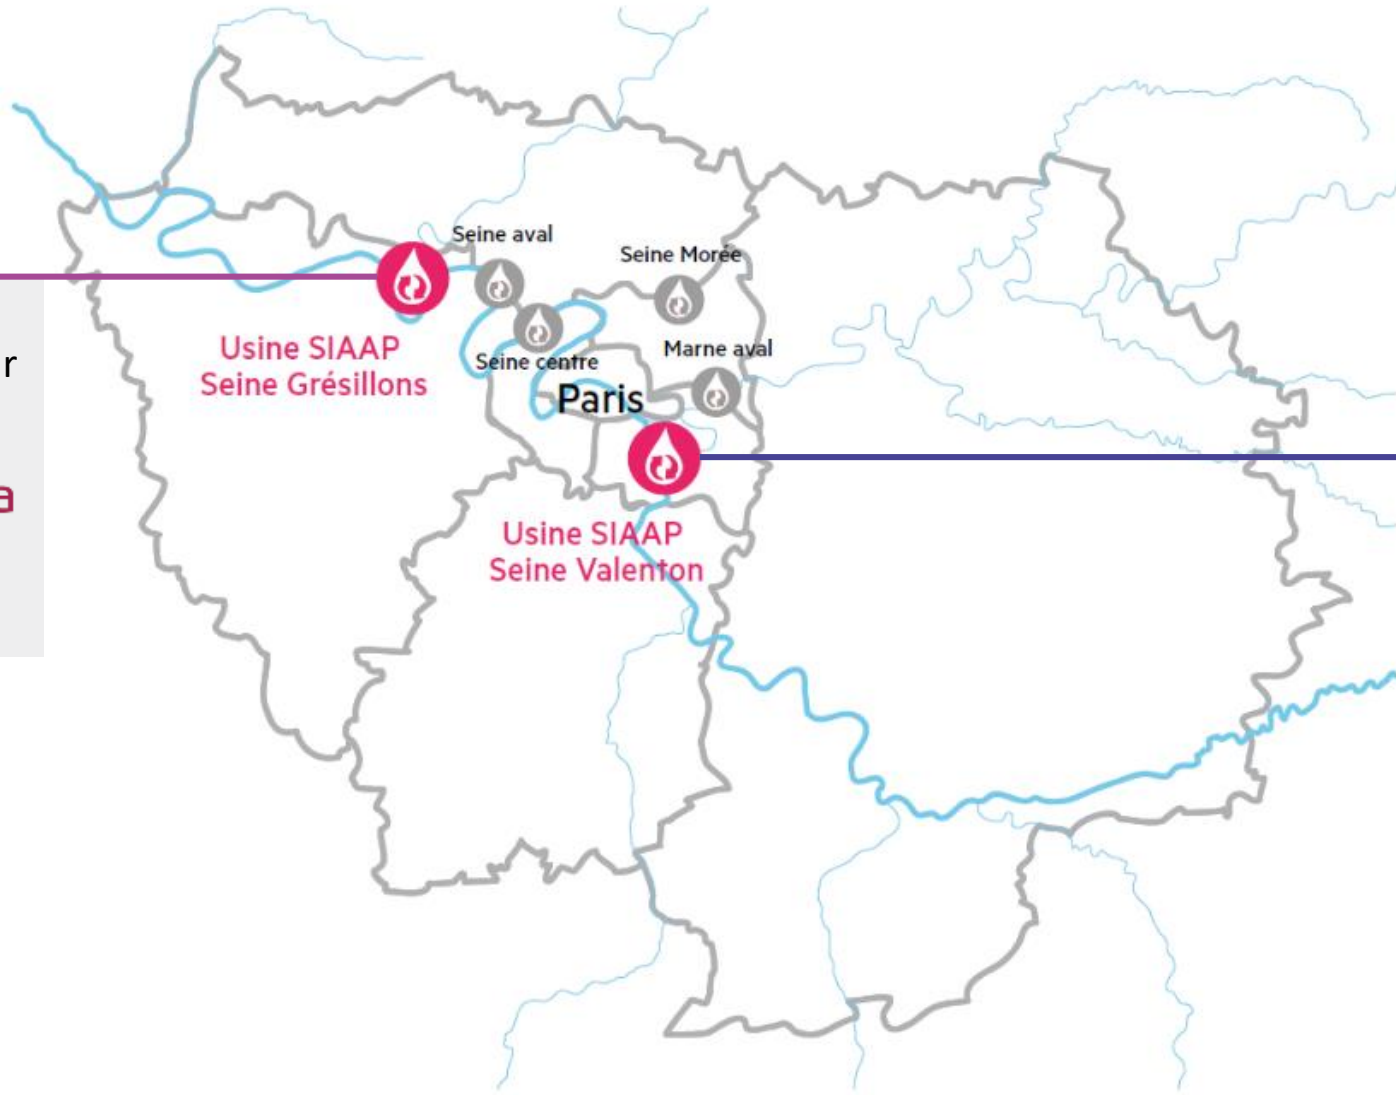 Seine aval
Seine Morée
Usine SIAAP
Seine Grésillons
Seine centre
Marne aval
Paris
Usine SIAAP
Seine Valenton
r
a